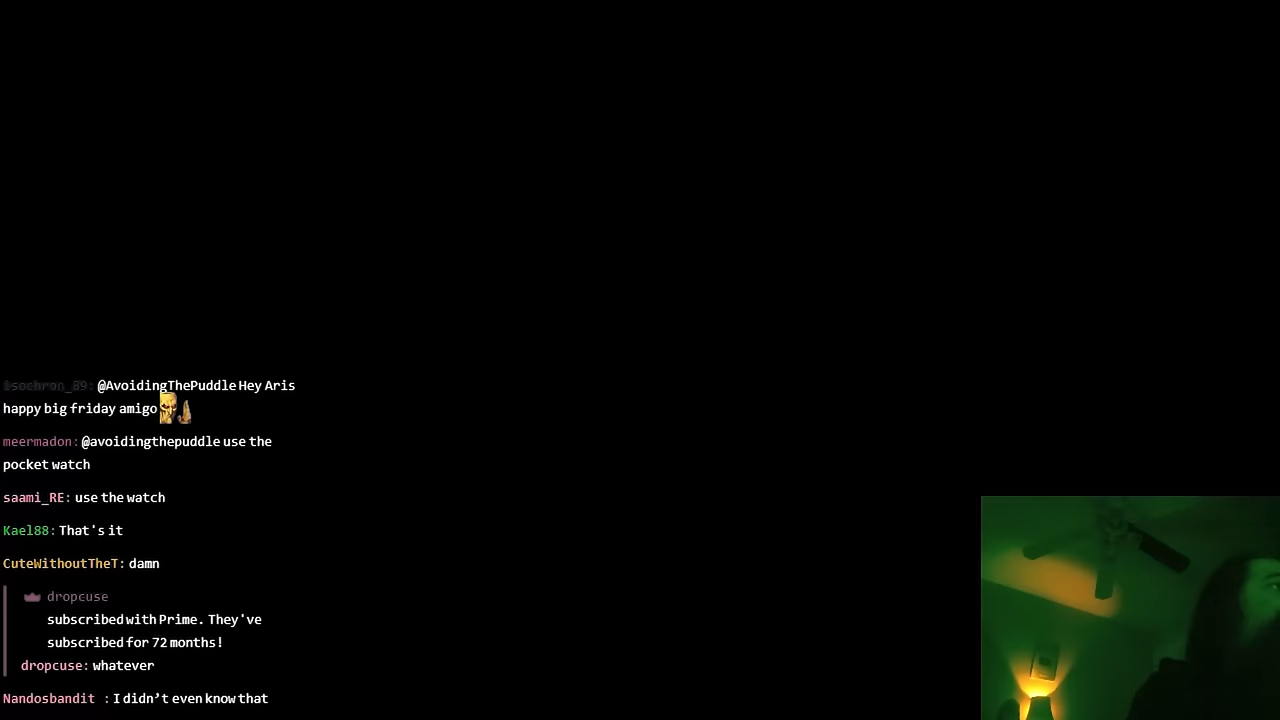 isochron_89: @AvoidingThePuddle Hey Aris
happy big friday amigo
meermadon: @avoidingthepuddle use the
pocket watch
saami_RE: use the watch
Kael88: That's it
CuteWithoutTheT: damn
dropcuse
subscribed with Prime. They've
subscribed for 72 months!
dropcuse: whatever
Nandosbandit : I didn’t even know that